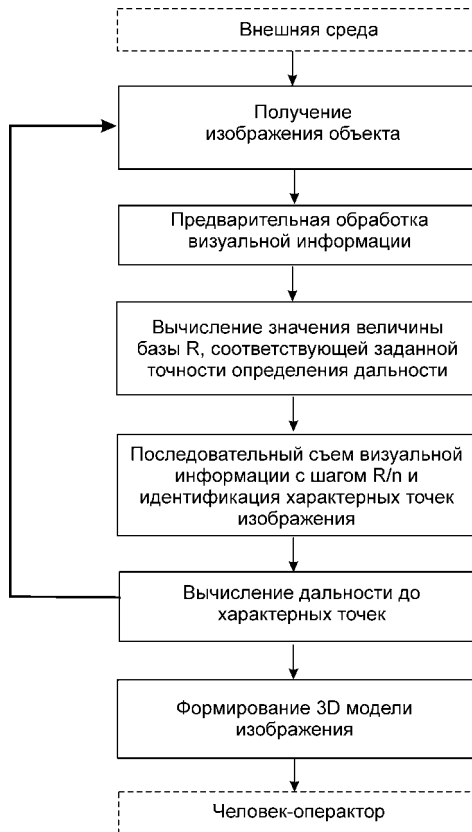 Внешняя среда
Получение
изображения объекта
Предварительная обработка
визуальной информации
Вычисление значения величины
базы R, соответствующей заданной
точности определения дальности
Последовательный съем визуальной
информации с шагом R/n и
идентификация характерных точек
изображения
Вычисление дальности до
характерных точек
Формирование 3D модели
изображения
Человек-операктор